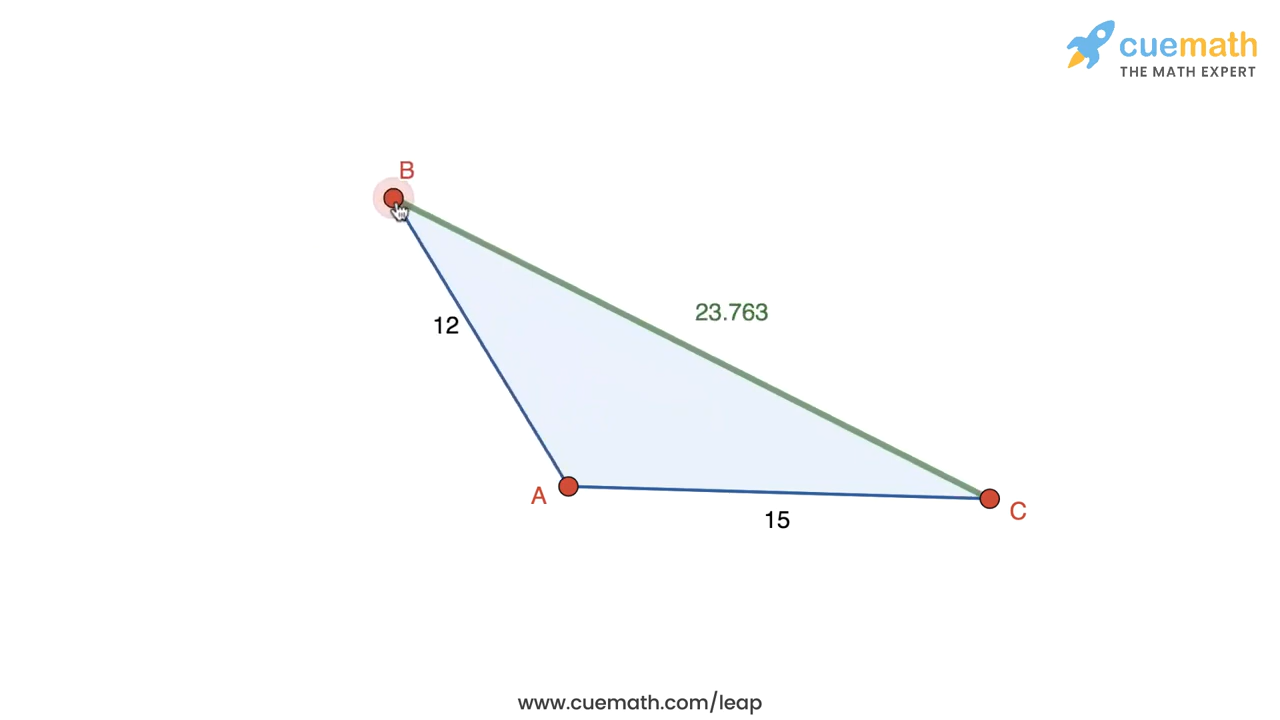 cuemath
THE MATH EXPERT
B
23.763
12
A
15
C
www.cuemath.com/leap